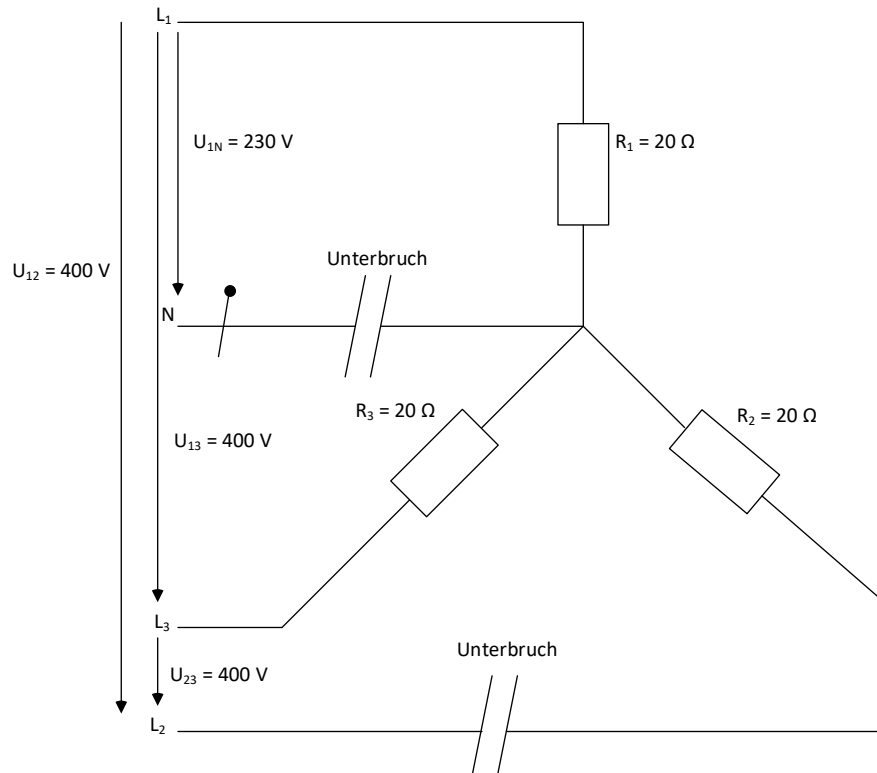 L₁
U₁N = 230 V
R₁ = 20 Ω
Unterbruch
U₁₂ = 400 V
N
R₃ = 20 Ω
R₂ = 20 Ω
U₁₃ = 400 V
L₃
Unterbruch
U₂₃ = 400 V
L₂